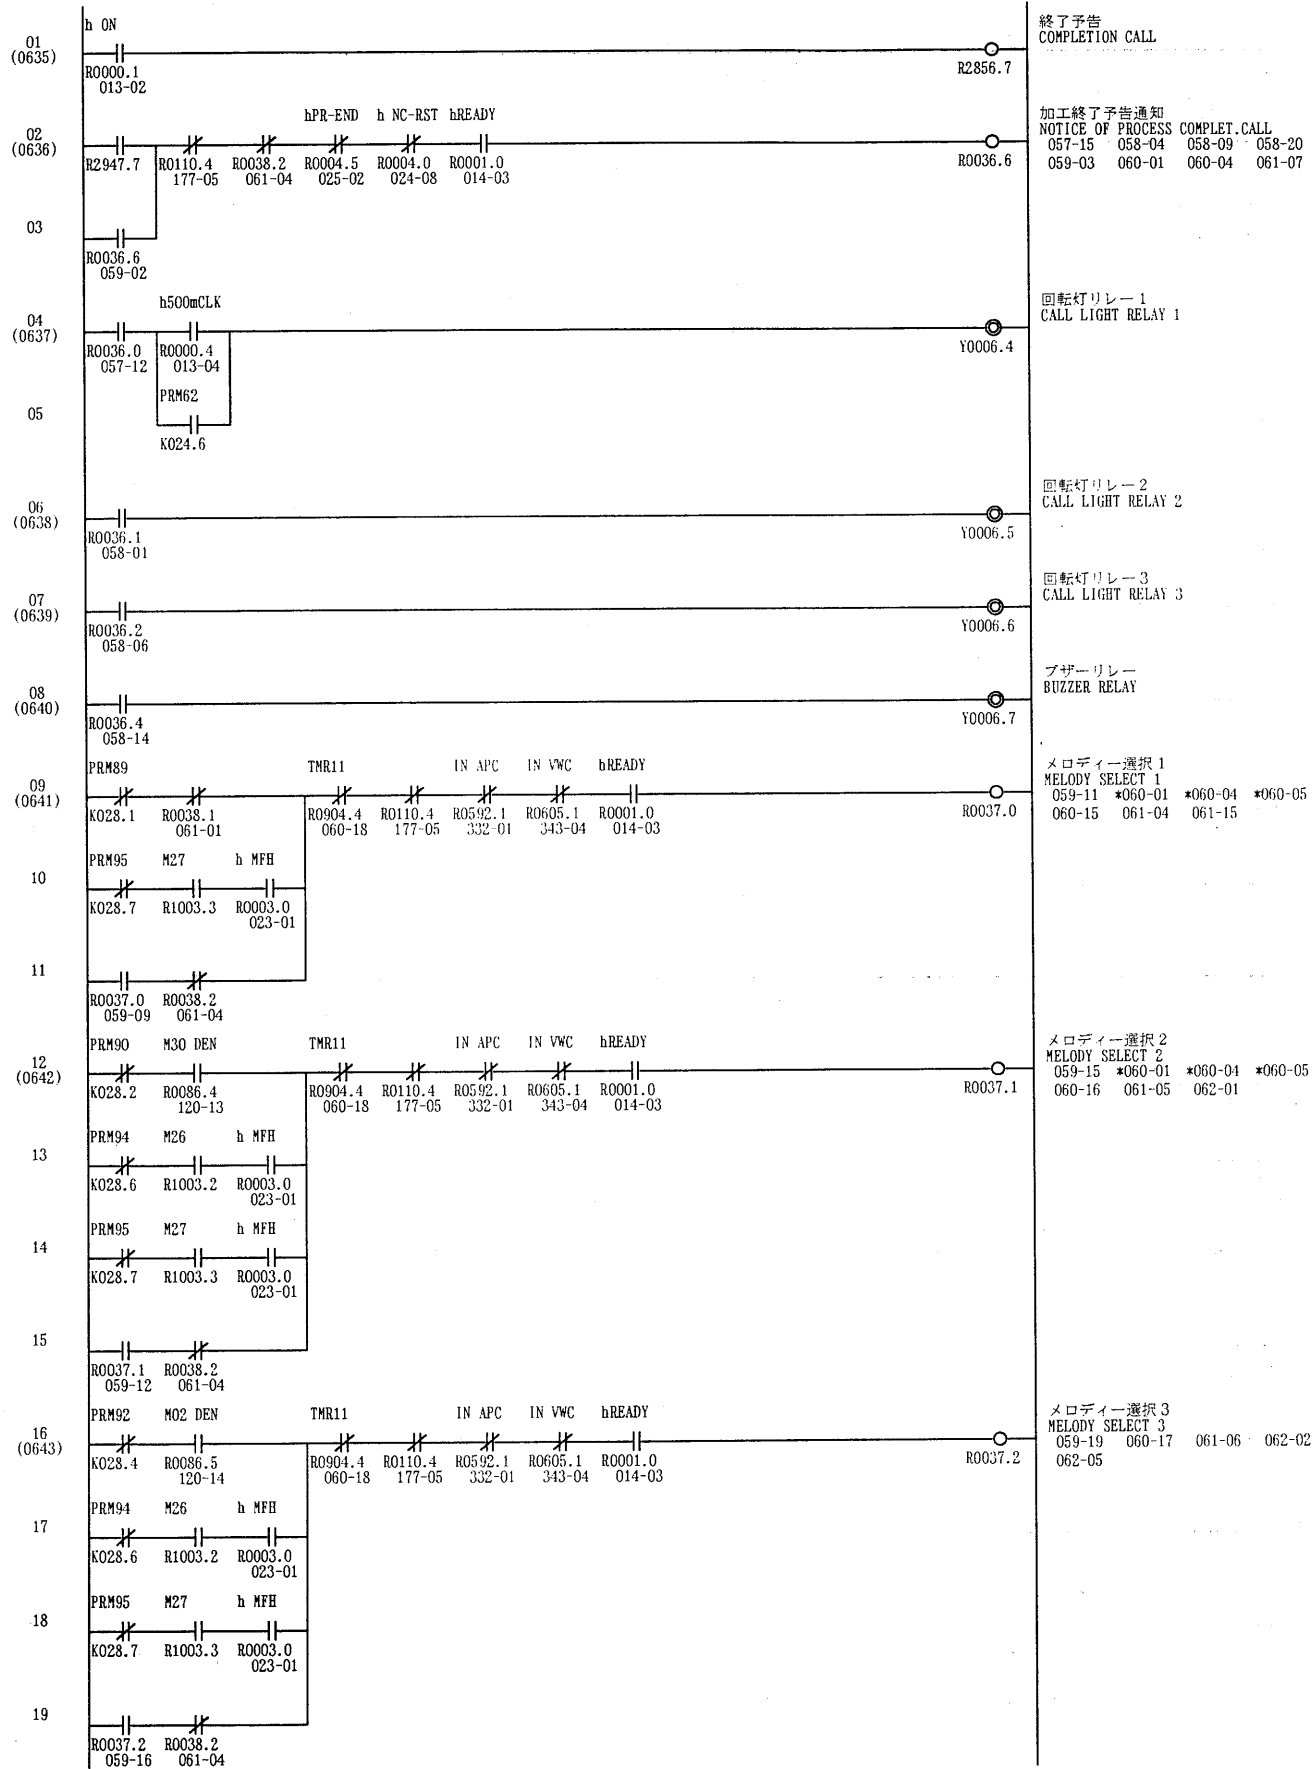 h ON
01
(0635)
R0000.1
013-02
R2856.7
終了予告
COMPLETION CALL
hPR-END h NC-RST hREADY
02
(0636)
R2947.7 R0110.4 R0038.2 R0004.5 R0004.0 R0001.0
177-05 061-04 025-02 024-08 014-03
R0036.6
加工終了予告通知
NOTICE OF PROCESS COMPLET.CALL
057-15 058-04 058-09 058-20
059-03 060-01 060-04 061-07
03
R0036.6
059-02
h500mCLK
04
(0637)
R0036.0 R0000.4
057-12 013-04
Y0006.4
回転灯リレー1
CALL LIGHT RELAY 1
PRM62
05
K024.6
06
(0638)
R0036.1
058-01
Y0006.5
回転灯リレー2
CALL LIGHT RELAY 2
07
(0639)
R0036.2
058-06
Y0006.6
回転灯リレー3
CALL LIGHT RELAY 3
08
(0640)
R0036.4
058-14
Y0006.7
ブザーリレー
BUZZER RELAY
PRM89 TMR11 IN APC IN VWC hREADY
09
(0641)
K028.1 R0038.1 R0904.4 R0110.4 R0592.1 R0605.1 R0001.0
061-01 060-18 177-05 332-01 343-04 014-03
R0037.0
メロディー選択1
MELODY SELECT 1
059-11 *060-01 *060-04 *060-05
060-15 061-04 061-15
PRM95 M27 h MFH
10
K028.7 R1003.3 R0003.0
023-01
11
R0037.0 R0038.2
059-09 061-04
PRM90 M30 DEN TMR11 IN APC IN VWC hREADY
12
(0642)
K028.2 R0086.4 R0904.4 R0110.4 R0592.1 R0605.1 R0001.0
120-13 060-18 177-05 332-01 343-04 014-03
R0037.1
メロディー選択2
MELODY SELECT 2
059-15 *060-01 *060-04 *060-05
060-16 061-05 062-01
PRM94 M26 h MFH
13
K028.6 R1003.2 R0003.0
023-01
PRM95 M27 h MFH
14
K028.7 R1003.3 R0003.0
023-01
15
R0037.1 R0038.2
059-12 061-04
PRM92 M02 DEN TMR11 IN APC IN VWC hREADY
16
(0643)
K028.4 R0086.5 R0904.4 R0110.4 R0592.1 R0605.1 R0001.0
120-14 060-18 177-05 332-01 343-04 014-03
R0037.2
メロディー選択3
MELODY SELECT 3
059-19 060-17 061-06 062-02
062-05
PRM94 M26 h MFH
17
K028.6 R1003.2 R0003.0
023-01
PRM95 M27 h MFH
18
K028.7 R1003.3 R0003.0
023-01
19
R0037.2 R0038.2
059-16 061-04